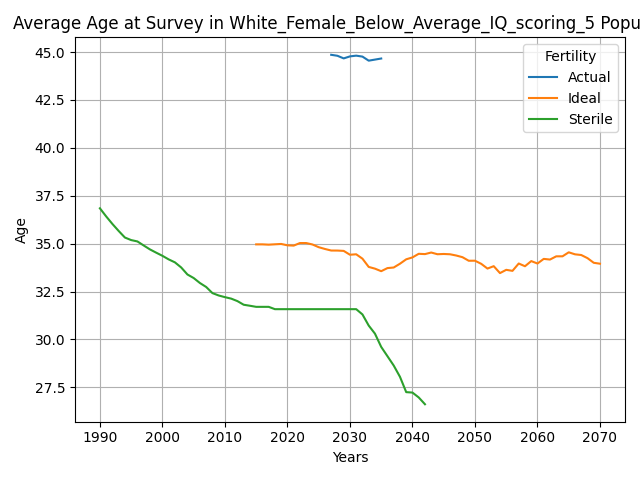 Average Age at Survey in White_Female_Below_Average_IQ_scoring_5 Popu
Fertility
Actual
Ideal
Sterile
45.0
42.5
40.0
37.5
35.0
32.5
30.0
27.5
Age
1990 2000 2010 2020 2030 2040 2050 2060 2070
Years